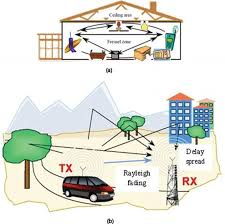 Ceiling area
Fresnel zone
(a)
TX
Rayleigh
fading
Delay
spread
RX
(b)